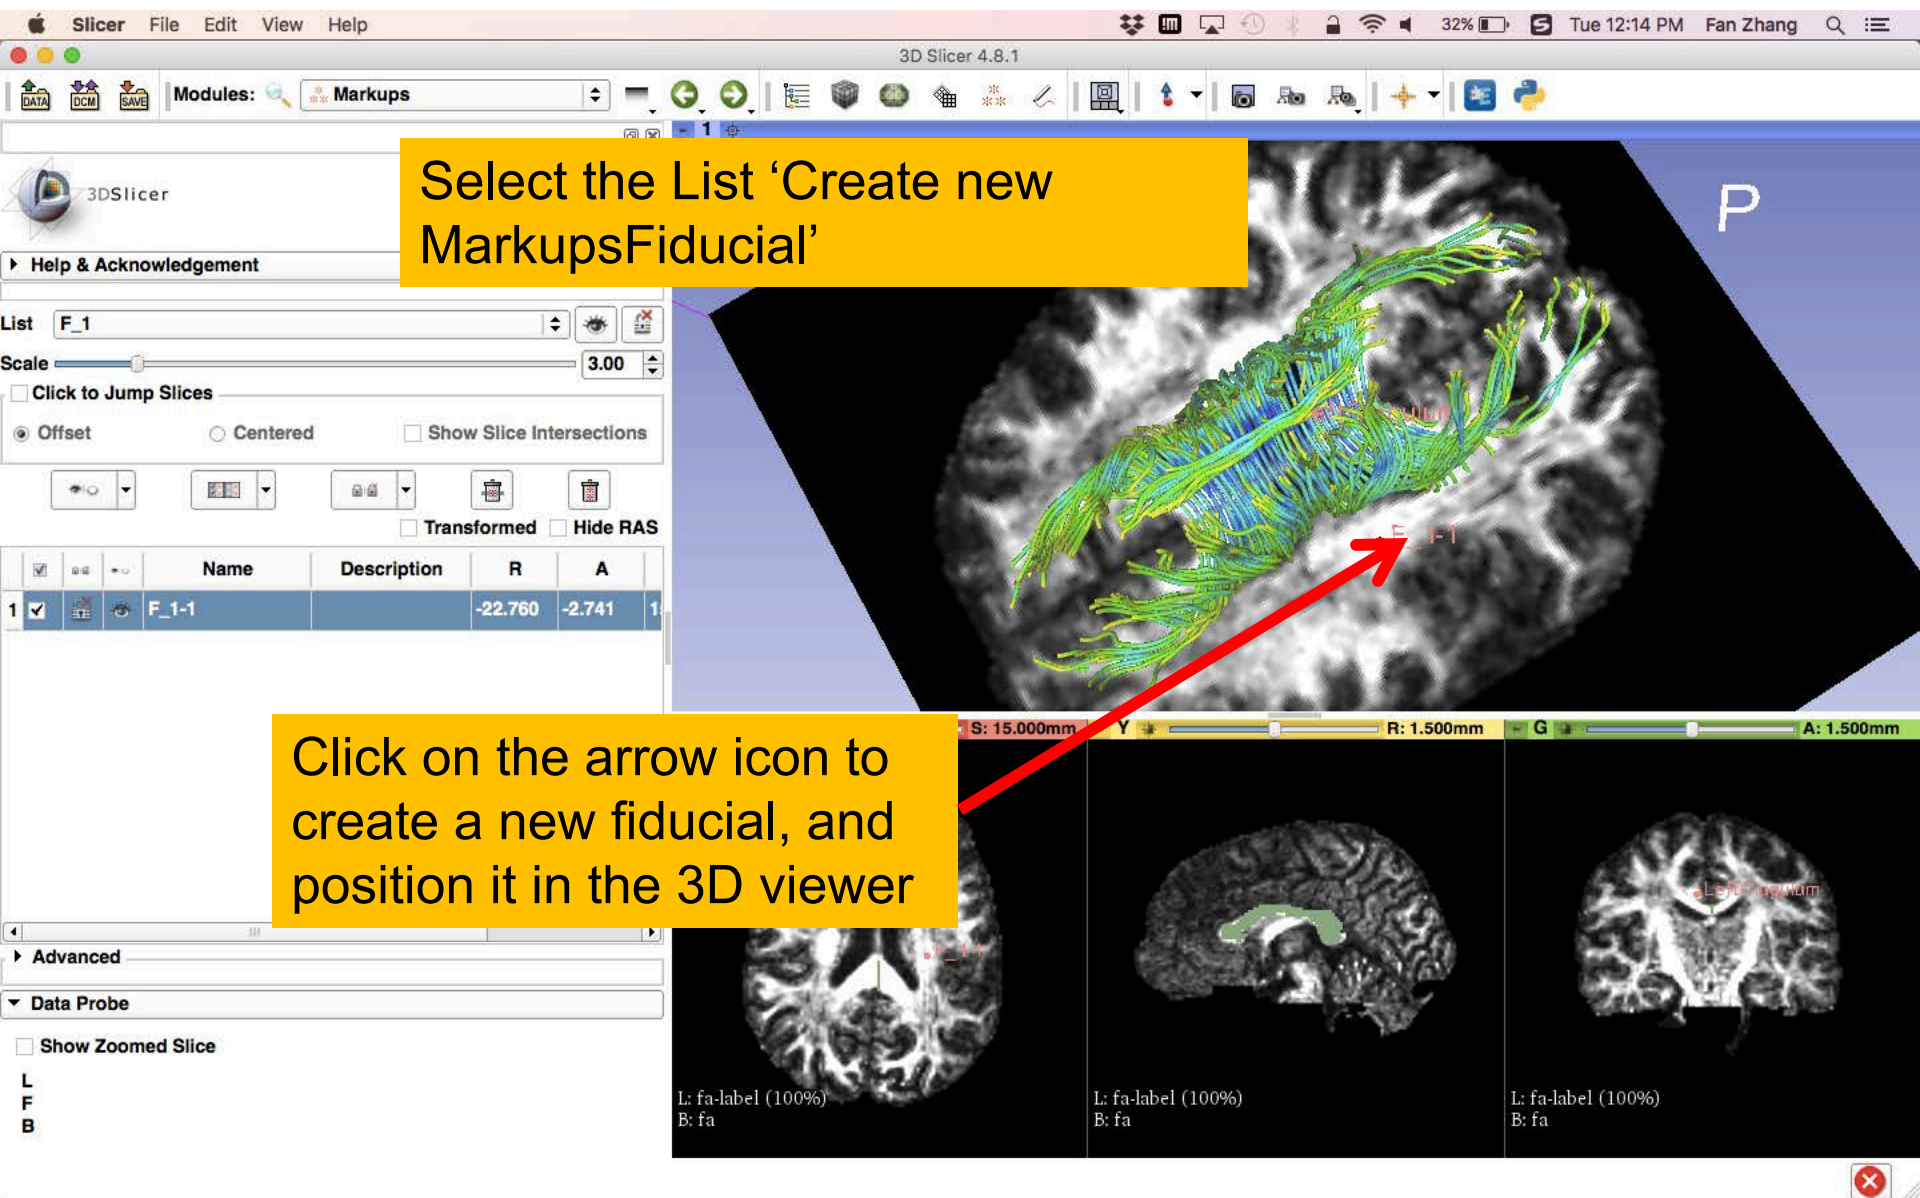 Slicer File Edit View Help 32% Tue 12:14 PM Fan Zhang
3D Slicer 4.8.1
DATA DCM SAVE Modules: Markups
1
Select the List ‘Create new
MarkupsFiducial’
P
3DSlicer
Help & Acknowledgement
List F_1
Scale 3.00
Click to Jump Slices
Offset Centered Show Slice Intersections
Transformed Hide RAS
Name Description R A
1 F_1-1 -22.760 -2.741
F_1-1
S: 15.000mm Y R: 1.500mm G A: 1.500mm
Click on the arrow icon to
create a new fiducial, and
position it in the 3D viewer
Advanced
Data Probe
Show Zoomed Slice
L
F
B
L: fa-label (100%)
B: fa
L: fa-label (100%)
B: fa
L: fa-label (100%)
B: fa